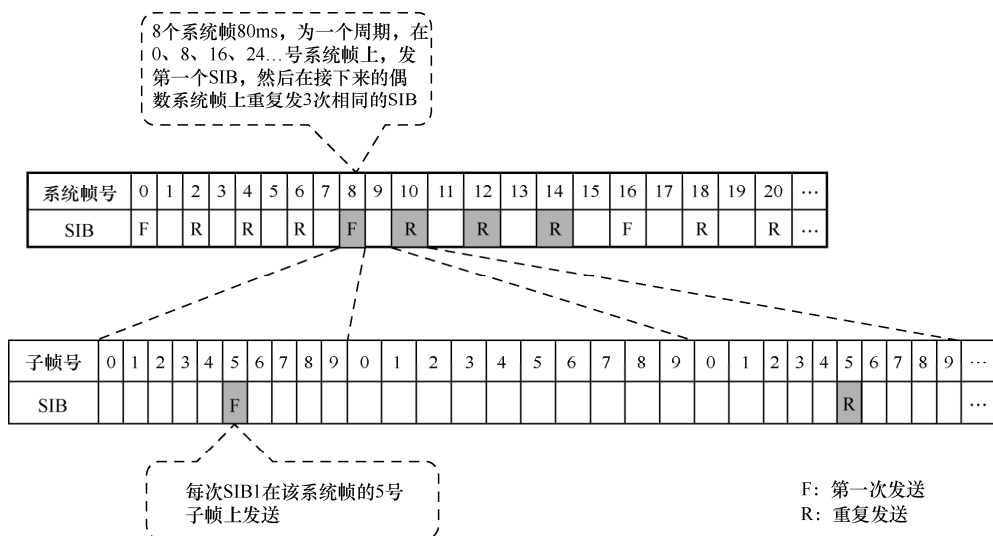 8个系统帧80ms，为一个周期，在
0、8、16、24…号系统帧上，发
第一个SIB，然后在接下来的偶
数系统帧上重复发3次相同的SIB
系统帧号 0 1 2 3 4 5 6 7 8 9 10 11 12 13 14 15 16 17 18 19 20 …
SIB F R R R F R R R F R R …
子帧号 0 1 2 3 4 5 6 7 8 9 0 1 2 3 4 5 6 7 8 9 0 1 2 3 4 5 6 7 8 9 …
SIB F R …
每次SIB1在该系统帧的5号
子帧上发送
F：第一次发送
R：重复发送